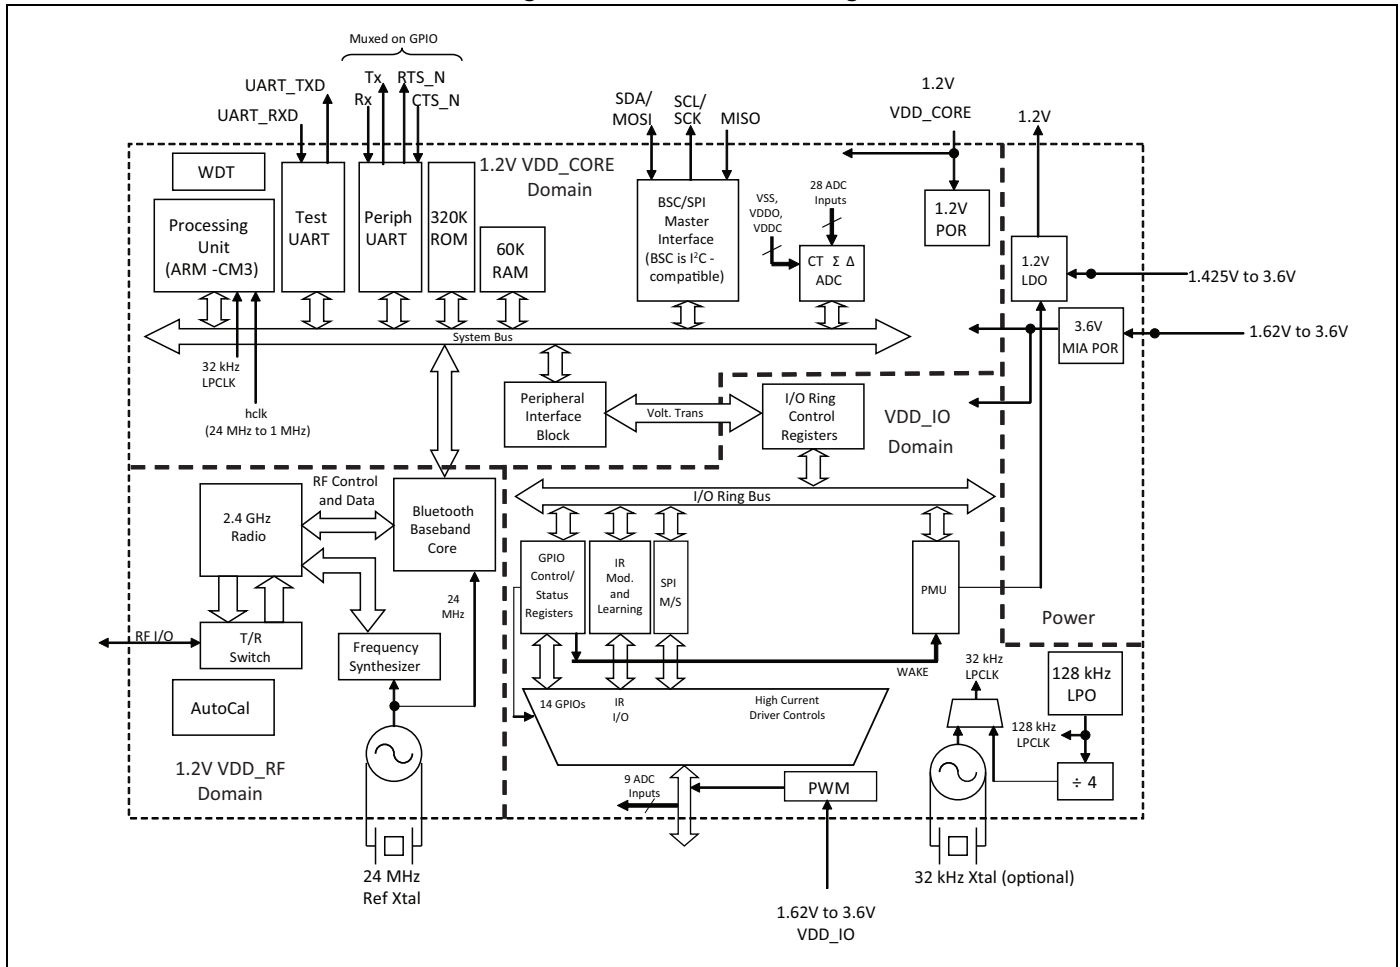 Muxed on GPIO
UART_TXD
UART_RXD
Tx
RTS_N
Rx
CTS_N
SDA/
MOSI
SCL/
SCK
MISO
1.2V
VDD_CORE
1.2V
WDT
1.2V VDD_CORE
Domain
Processing
Unit
(ARM -CM3)
Test
UART
Periph
UART
320K
ROM
60K
RAM
BSC/SPI
Master
Interface
(BSC is I²C -
compatible)
VSS,
VDDO,
VDDC
28 ADC
Inputs
CT Σ Δ
ADC
1.2V
POR
1.2V
LDO
1.425V to 3.6V
3.6V
MIA POR
1.62V to 3.6V
System Bus
32 kHz
LPCLK
hclk
(24 MHz to 1 MHz)
Peripheral
Interface
Block
Volt. Trans
I/O Ring
Control
Registers
VDD_IO
Domain
I/O Ring Bus
RF Control
and Data
2.4 GHz
Radio
Bluetooth
Baseband
Core
24
MHz
RF I/O
T/R
Switch
Frequency
Synthesizer
AutoCal
1.2V VDD_RF
Domain
24 MHz
Ref Xtal
GPIO
Control/
Status
Registers
IR
Mod.
and
Learning
SPI
M/S
PMU
WAKE
14 GPIOs
IR
I/O
High Current
Driver Controls
9 ADC
Inputs
PWM
1.62V to 3.6V
VDD_IO
Power
32 kHz
LPCLK
128 kHz
LPO
128 kHz
LPCLK
÷ 4
32 kHz Xtal (optional)